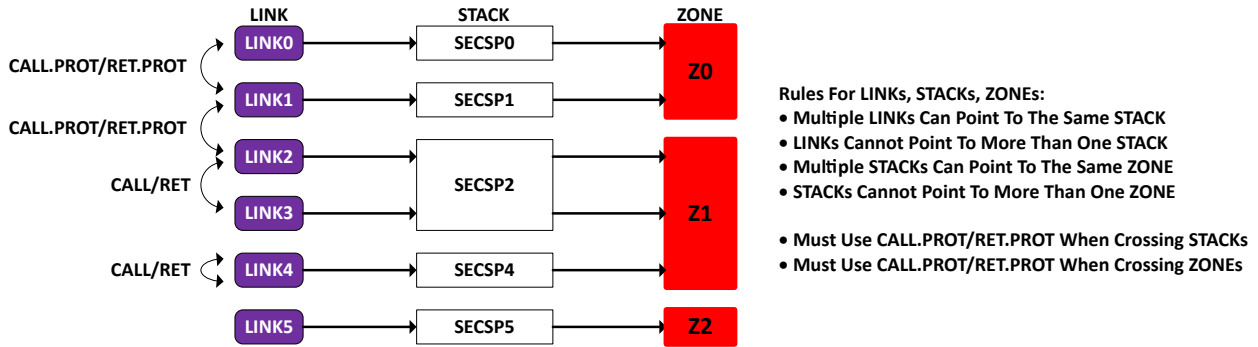 LINK STACK ZONE
LINK0 SECSP0
Z0
CALL.PROT/RET.PROT
LINK1 SECSP1
CALL.PROT/RET.PROT
LINK2
CALL/RET
SECSP2
LINK3
Z1
CALL/RET
LINK4 SECSP4
LINK5 SECSP5 Z2
Rules For LINKs, STACKs, ZONEs:
• Multiple LINKs Can Point To The Same STACK
• LINKs Cannot Point To More Than One STACK
• Multiple STACKs Can Point To The Same ZONE
• STACKs Cannot Point To More Than One ZONE
• Must Use CALL.PROT/RET.PROT When Crossing STACKs
• Must Use CALL.PROT/RET.PROT When Crossing ZONEs